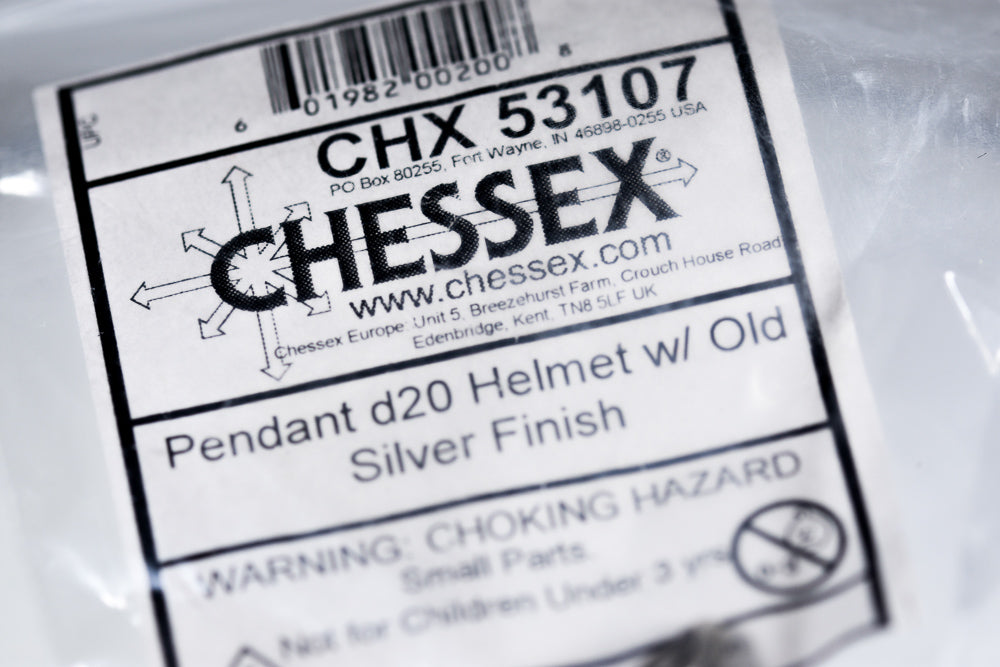 UPC
6 01982 00200 8
CHX 53107
PO Box 80255, Fort Wayne, IN 46898-0255 USA
CHESSEX®
www.chessex.com
Chessex Europe: Unit 5, Breezehurst Farm, Crouch House Road
Edenbridge, Kent, TN8 5LF UK
Pendant d20 Helmet w/ Old
Silver Finish
WARNING: CHOKING HAZARD
Small Parts.
Not for Children Under 3 yrs